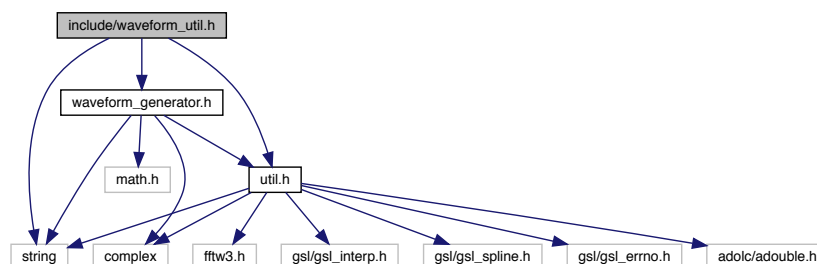 include/waveform_util.h
waveform_generator.h
math.h
util.h
string
complex
fftw3.h
gsl/gsl_interp.h
gsl/gsl_spline.h
gsl/gsl_errno.h
adolc/adouble.h